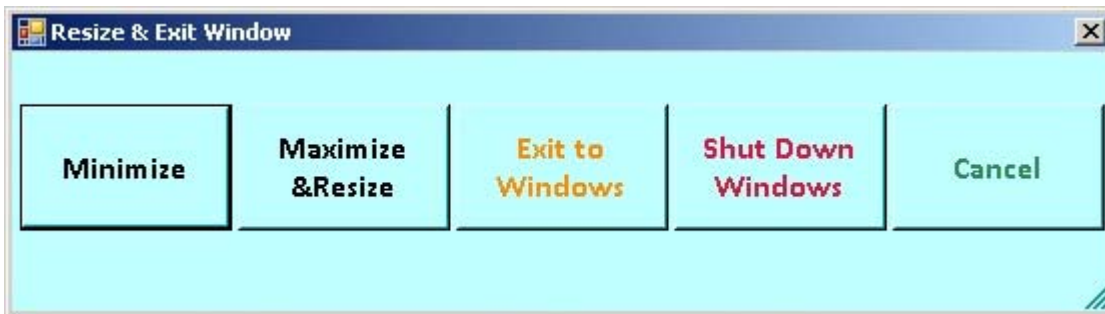 Resize & Exit Window
Minimize
Maximize
&Resize
Exit to
Windows
Shut Down
Windows
Cancel